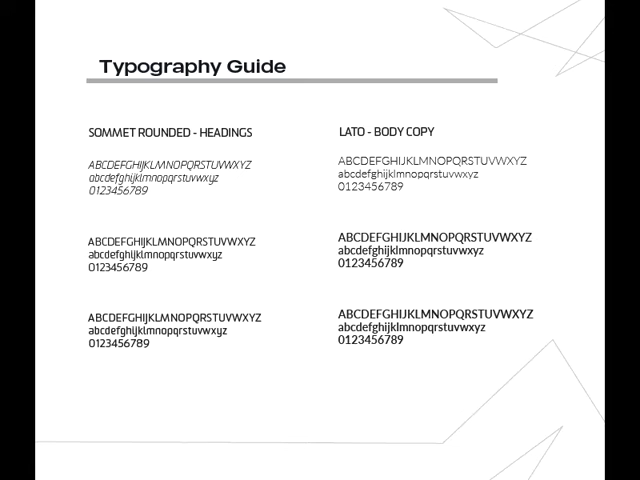 Typography Guide
SOMMET ROUNDED - HEADINGS
ABCDEFGHIJKLMNOPQRSTUVWXYZ
abcdefghijklmnopqrstuvwxyz
0123456789
ABCDEFGHIJKLMNOPQRSTUVWXYZ
abcdefghijklmnopqrstuvwxyz
0123456789
ABCDEFGHIJKLMNOPQRSTUVWXYZ
abcdefghijklmnopqrstuvwxyz
0123456789
LATO - BODY COPY
ABCDEFGHIJKLMNOPQRSTUVWXYZ
abcdefghijklmnopqrstuvwxyz
0123456789
ABCDEFGHIJKLMNOPQRSTUVWXYZ
abcdefghijklmnopqrstuvwxyz
0123456789
ABCDEFGHIJKLMNOPQRSTUVWXYZ
abcdefghijklmnopqrstuvwxyz
0123456789